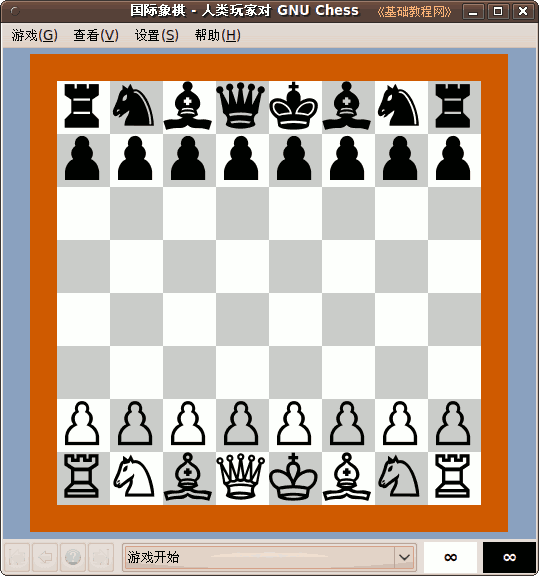 国际象棋 - 人类玩家对 GNU Chess 《基础教程网》
游戏(G) 查看(V) 设置(S) 帮助(H)
游戏开始 ∞ ∞